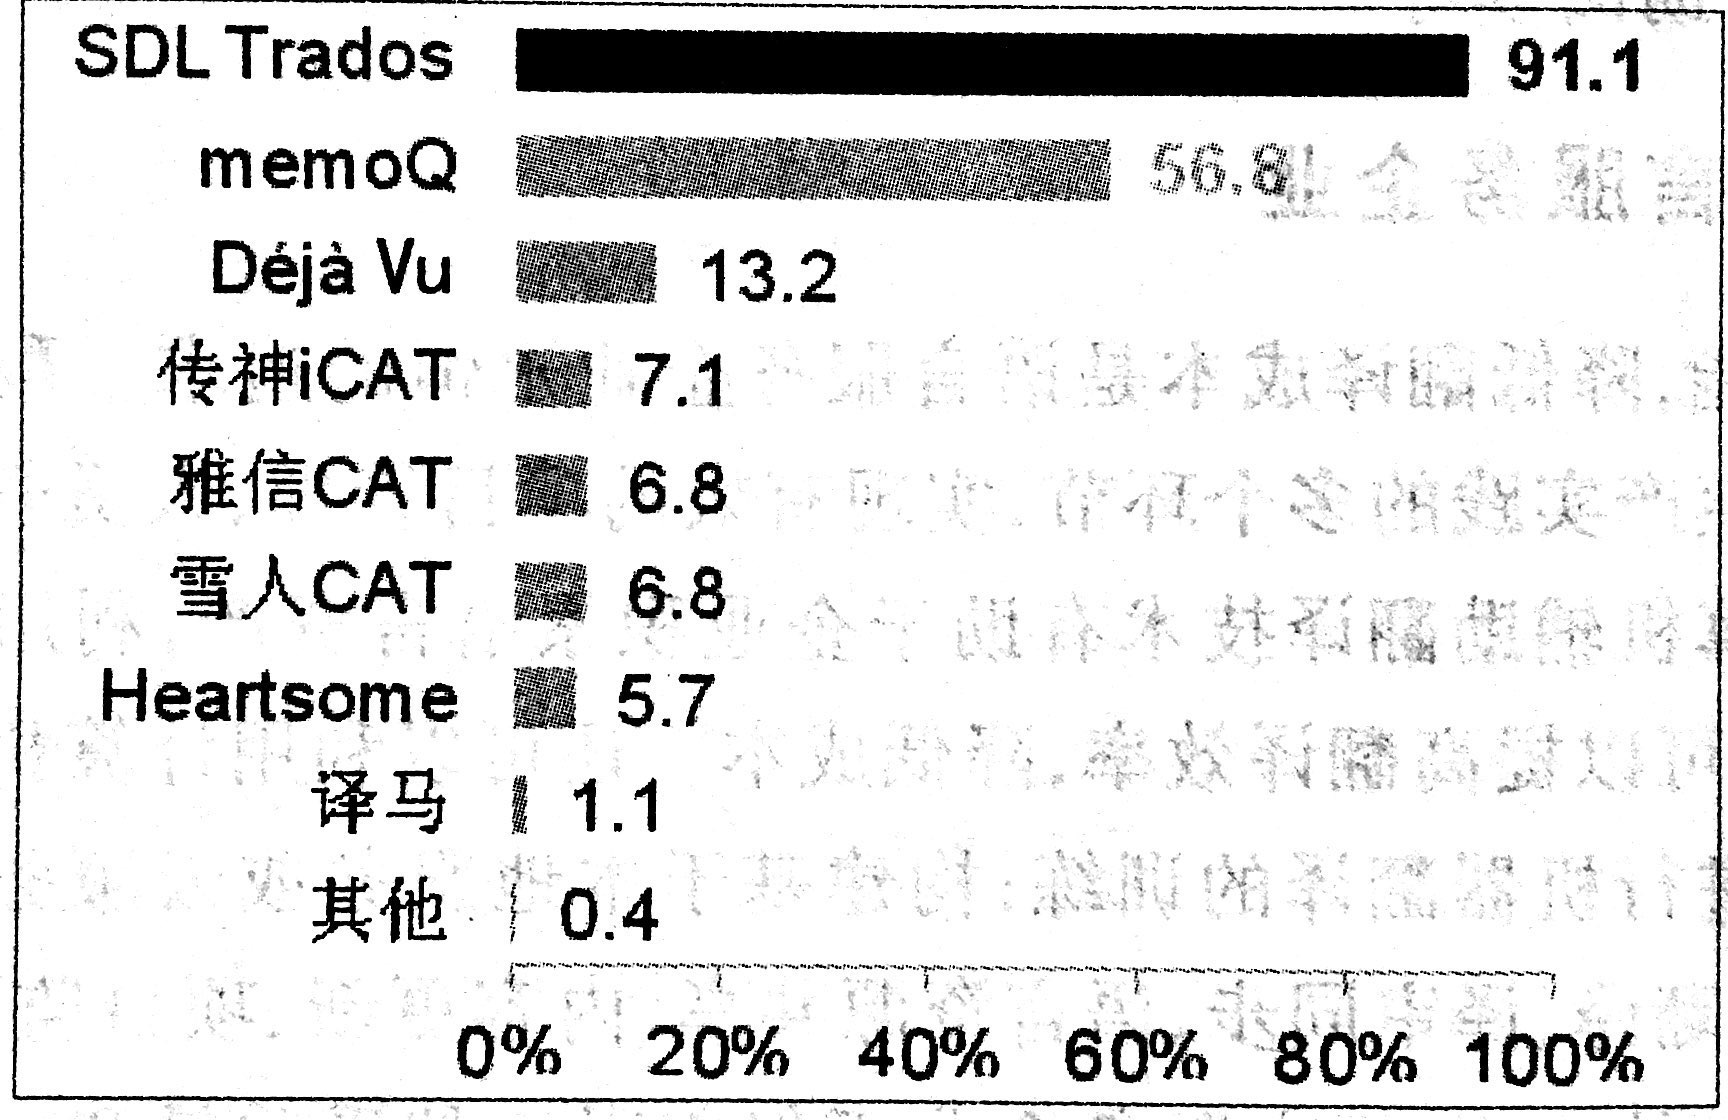 SDL Trados 91.1
memoQ 56.8
Déjà Vu 13.2
传神iCAT 7.1
雅信CAT 6.8
雪人CAT 6.8
Heartsome 5.7
译马 1.1
其他 0.4
0% 20% 40% 60% 80% 100%